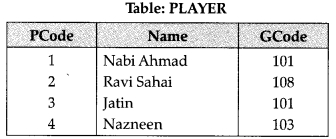 Table: PLAYER
PCode Name GCode
1 Nabi Ahmad 101
2 Ravi Sahai 108
3 Jatin 101
4 Nazneen 103